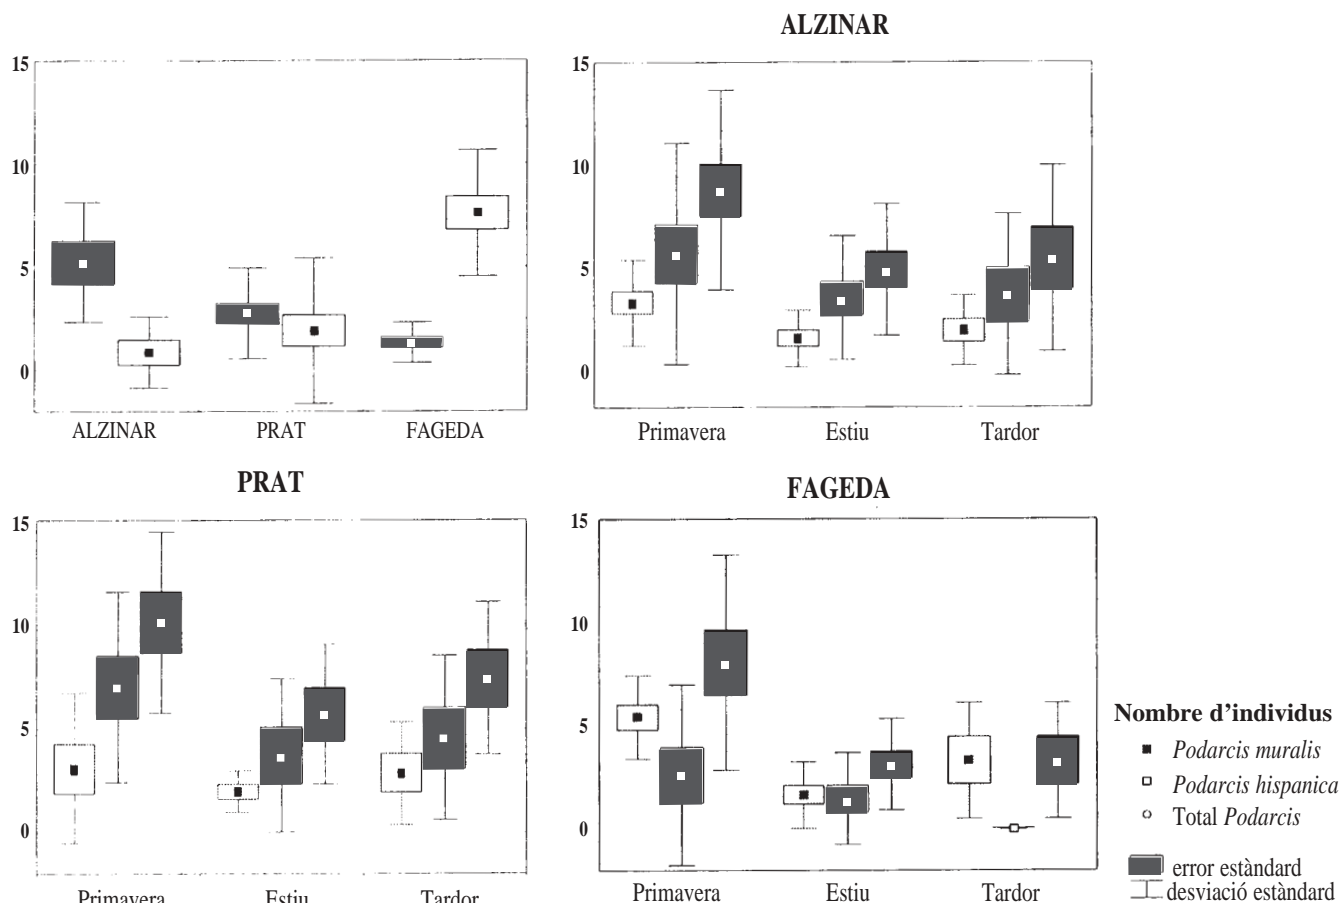 15
10
5
0
ALZINAR PRAT FAGEDA
ALZINAR
15
10
5
0
Primavera Estiu Tardor
PRAT
15
10
5
0
Primavera Estiu Tardor
FAGEDA
15
10
5
0
Primavera Estiu Tardor
Nombre d’individus
Podarcis muralis
Podarcis hispanica
Total Podarcis
error estàndard
desviació estàndard